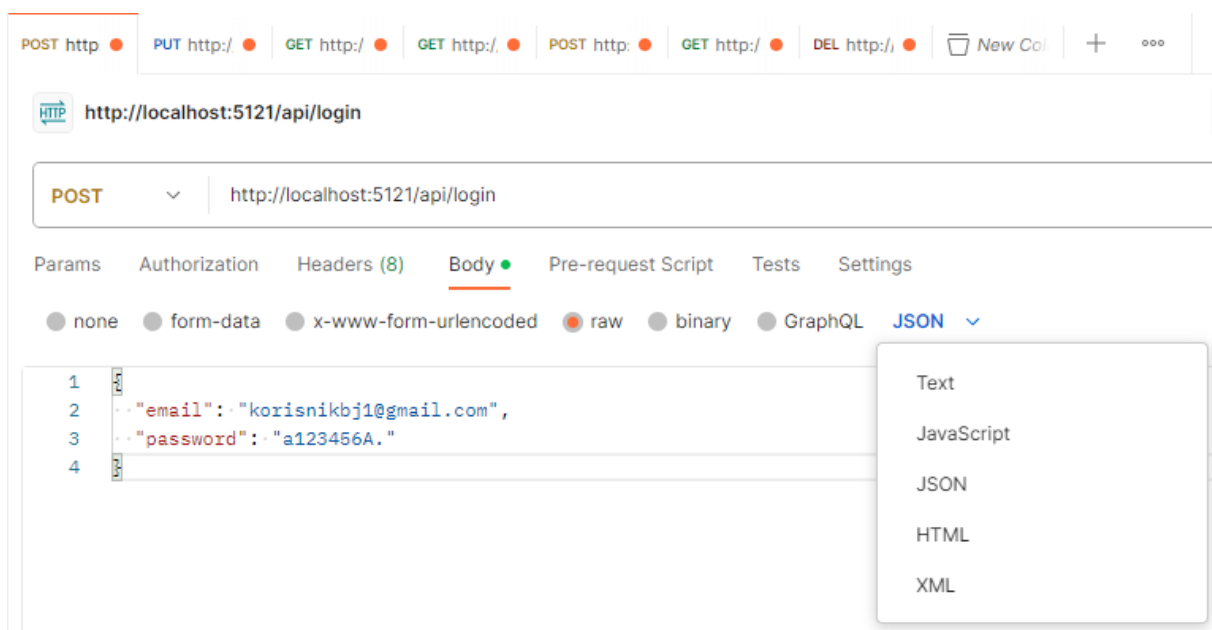 POST http PUT http:/ GET http:/ GET http:/ POST http: GET http:/ DEL http:// New Col + ooo
HTTP http://localhost:5121/api/login
POST http://localhost:5121/api/login
Params Authorization Headers (8) Body Pre-request Script Tests Settings
none form-data x-www-form-urlencoded raw binary GraphQL JSON
1 {
2 "email": "korisnikbj1@gmail.com",
3 "password": "a123456A."
4 }
Text
JavaScript
JSON
HTML
XML